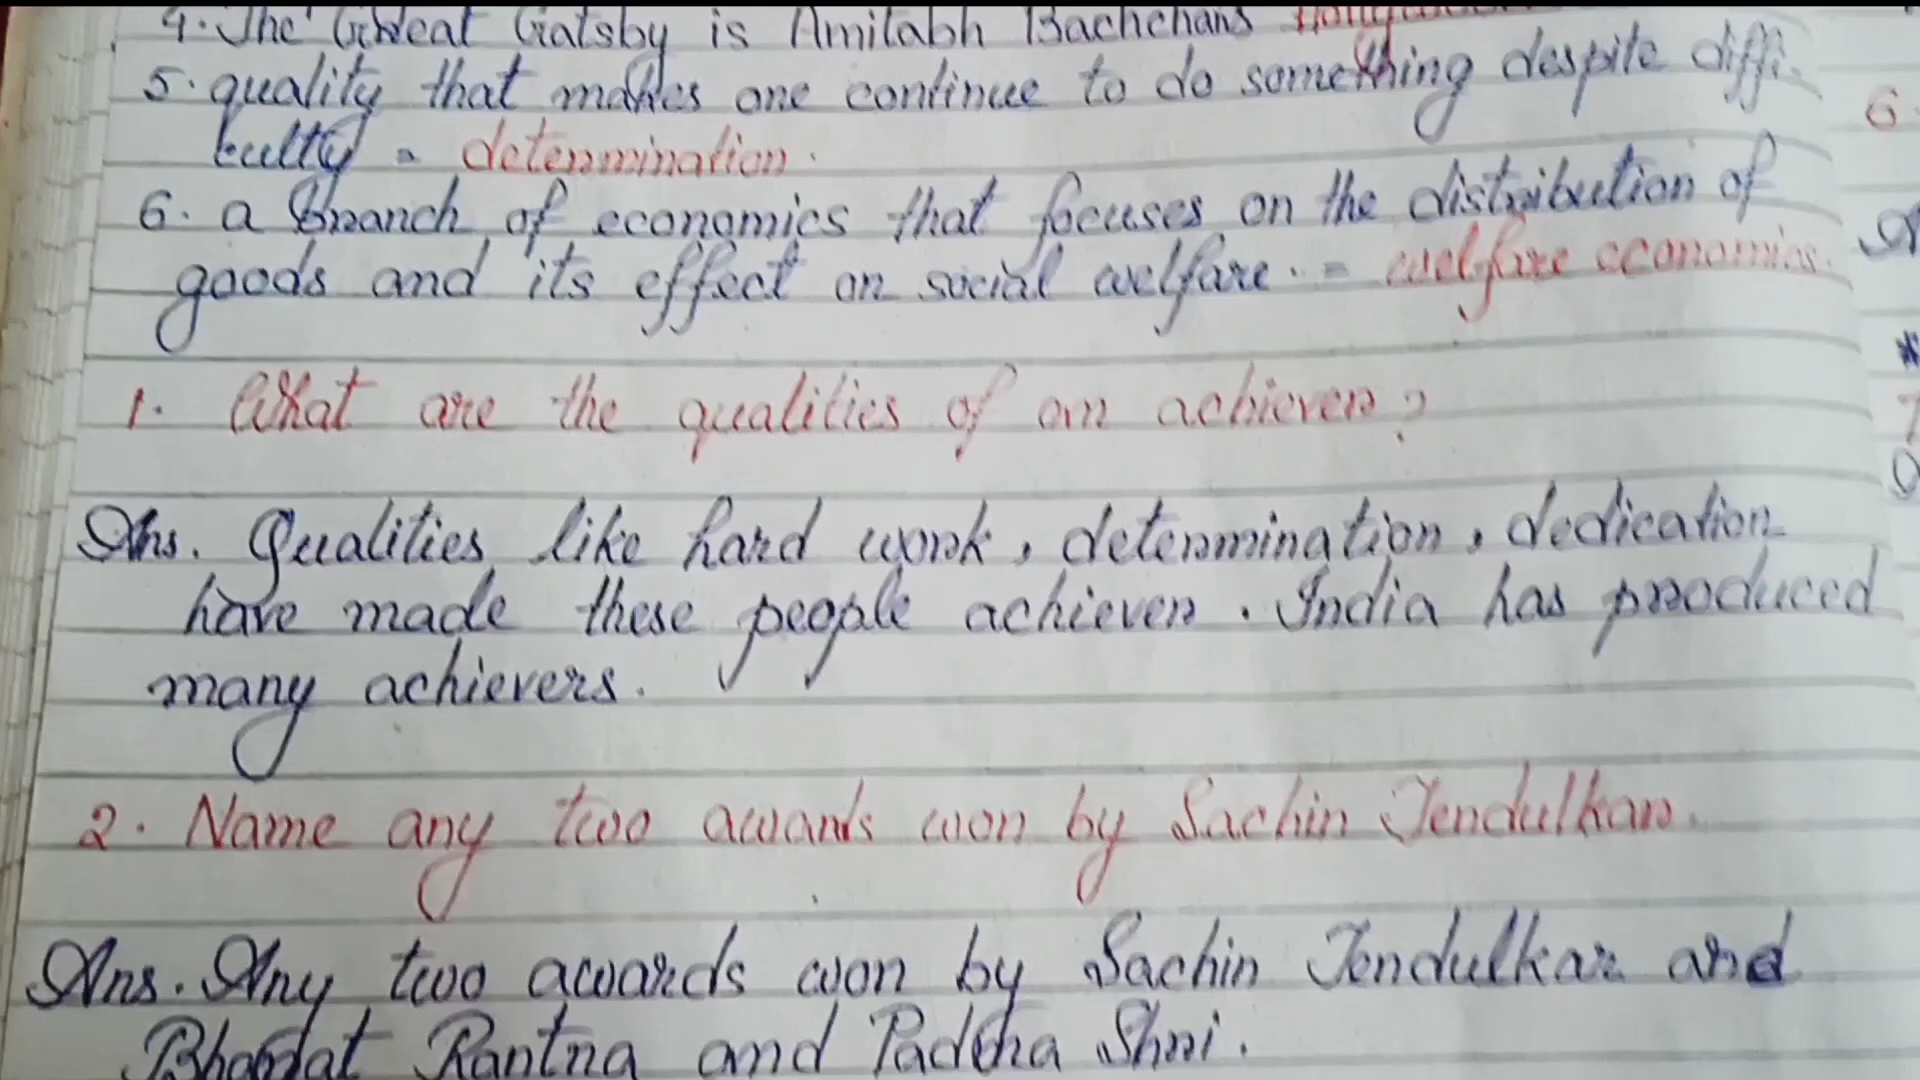 4. The Great Gatsby is Amitabh Bachchans
5. quality that makes one continue to do something despite diffi-
culty = determination.
6. a Branch of economics that focuses on the distribution of
goods and its effect on social welfare. = welfare economics.
1. What are the qualities of om achiever?
Ans. Qualities like hard work, determination, dedication
have made these people achiever. India has produced
many achievers.
2. Name any two awards won by Sachin Tendulkar.
Ans. Any two awards won by Sachin Tendulkar and
Bharat Rantna and Padma Shri.
6